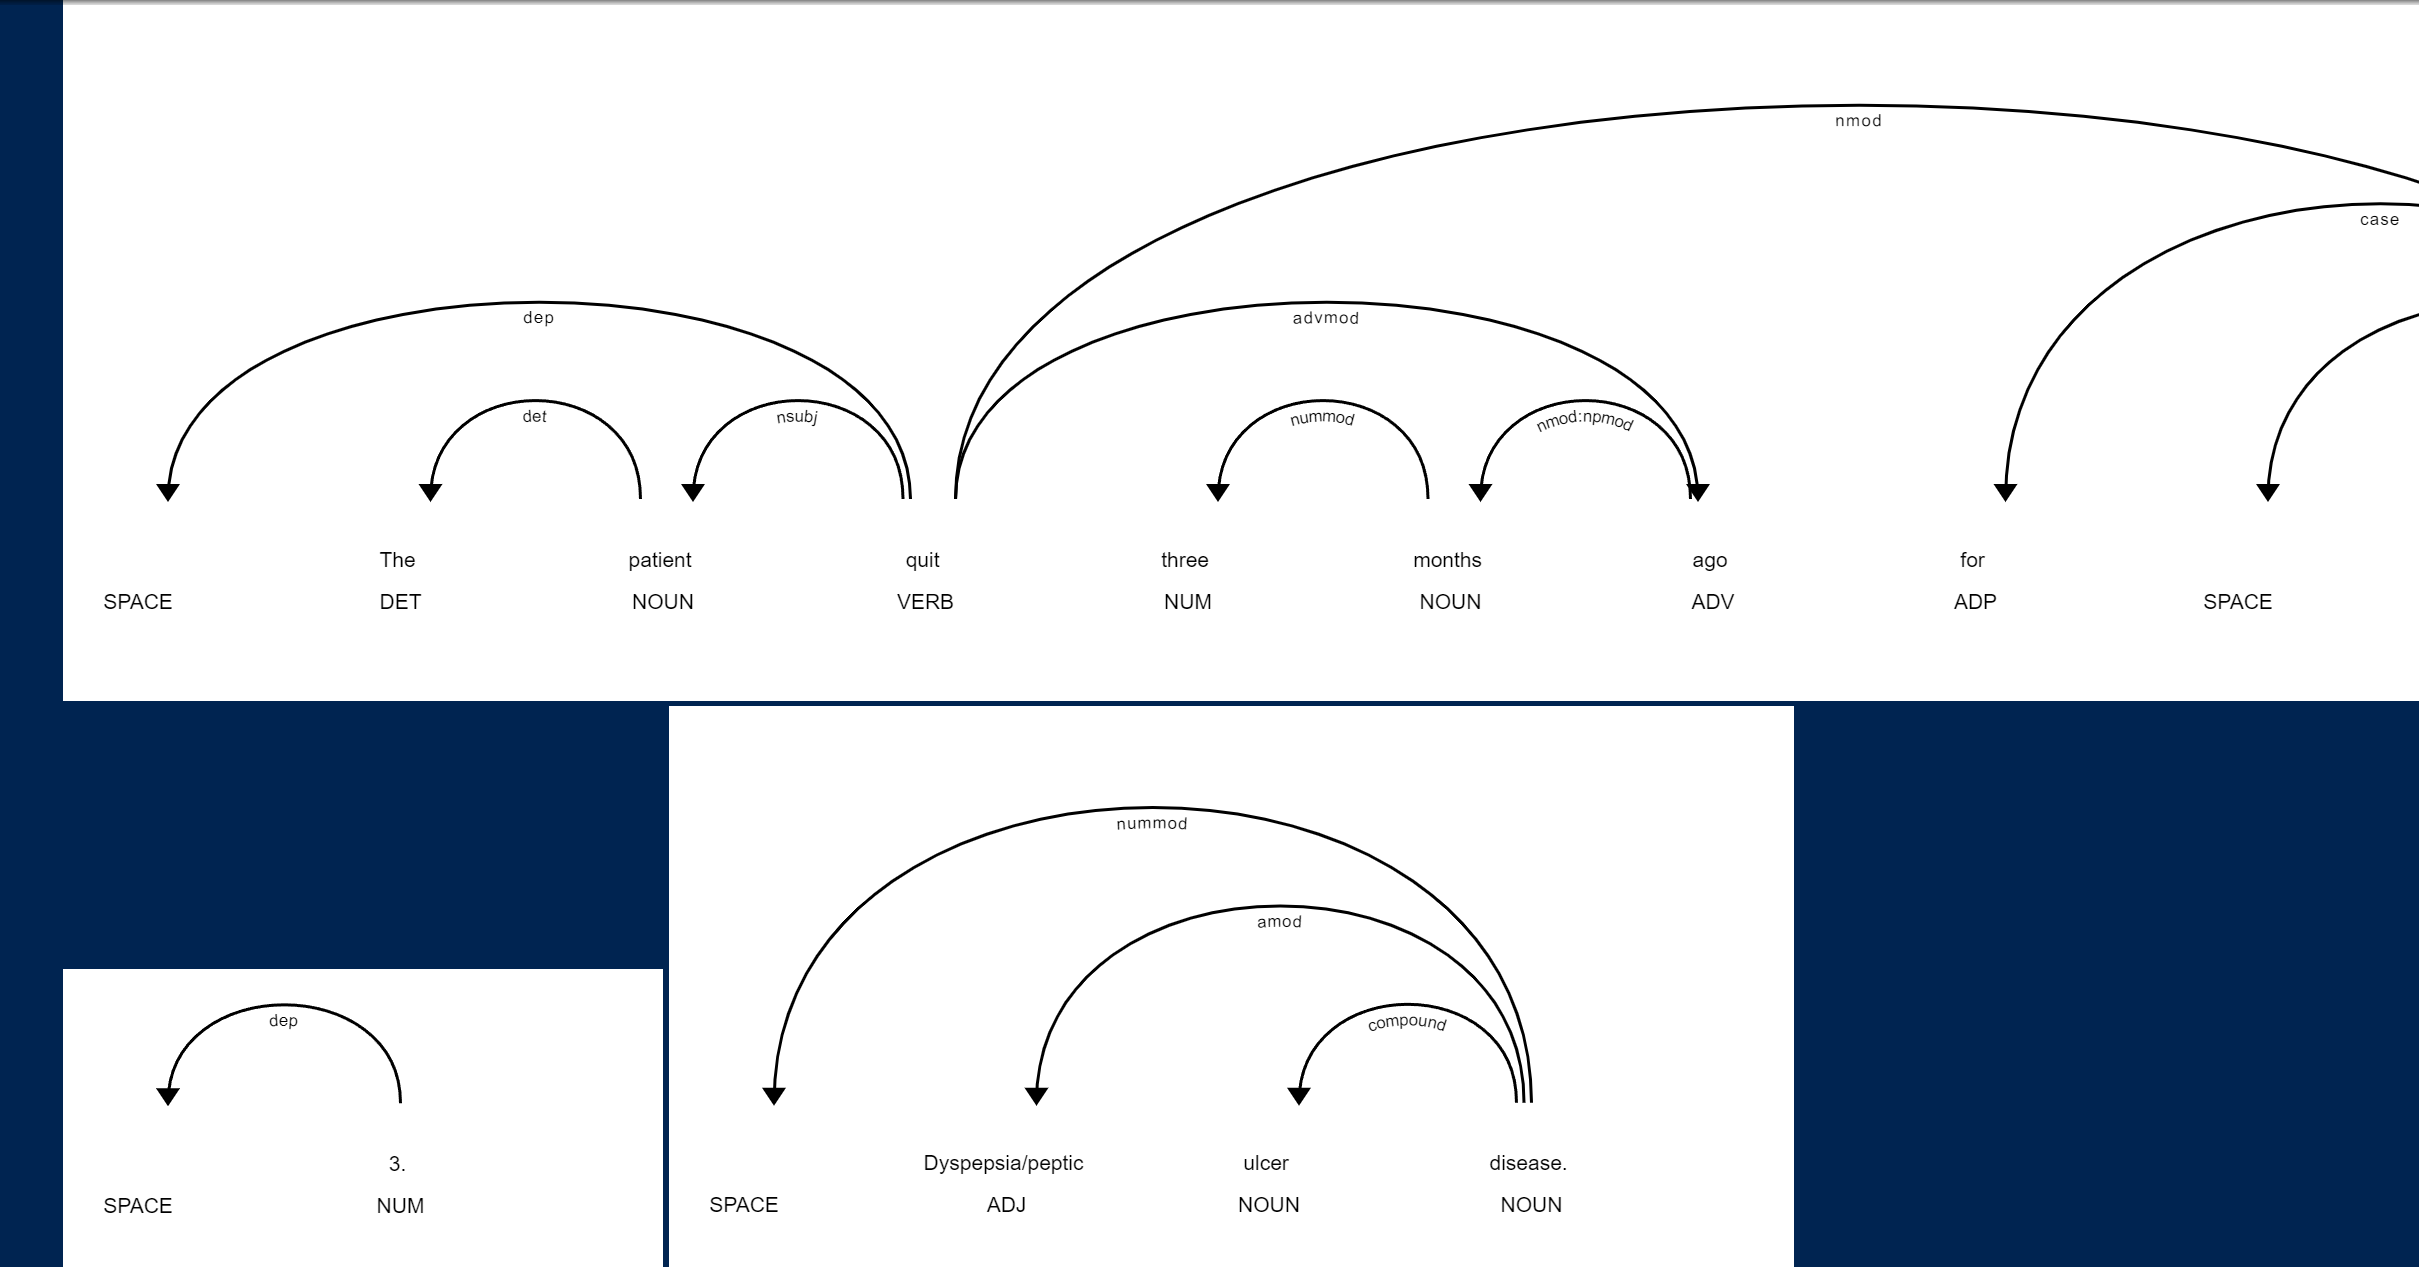 nmod
case
dep advmod
det nsubj nummod nmod:npmod
The patient quit three months ago for
SPACE DET NOUN VERB NUM NOUN ADV ADP SPACE
nummod
amod
dep
compound
3.
SPACE NUM
Dyspepsia/peptic ulcer disease.
SPACE ADJ NOUN NOUN